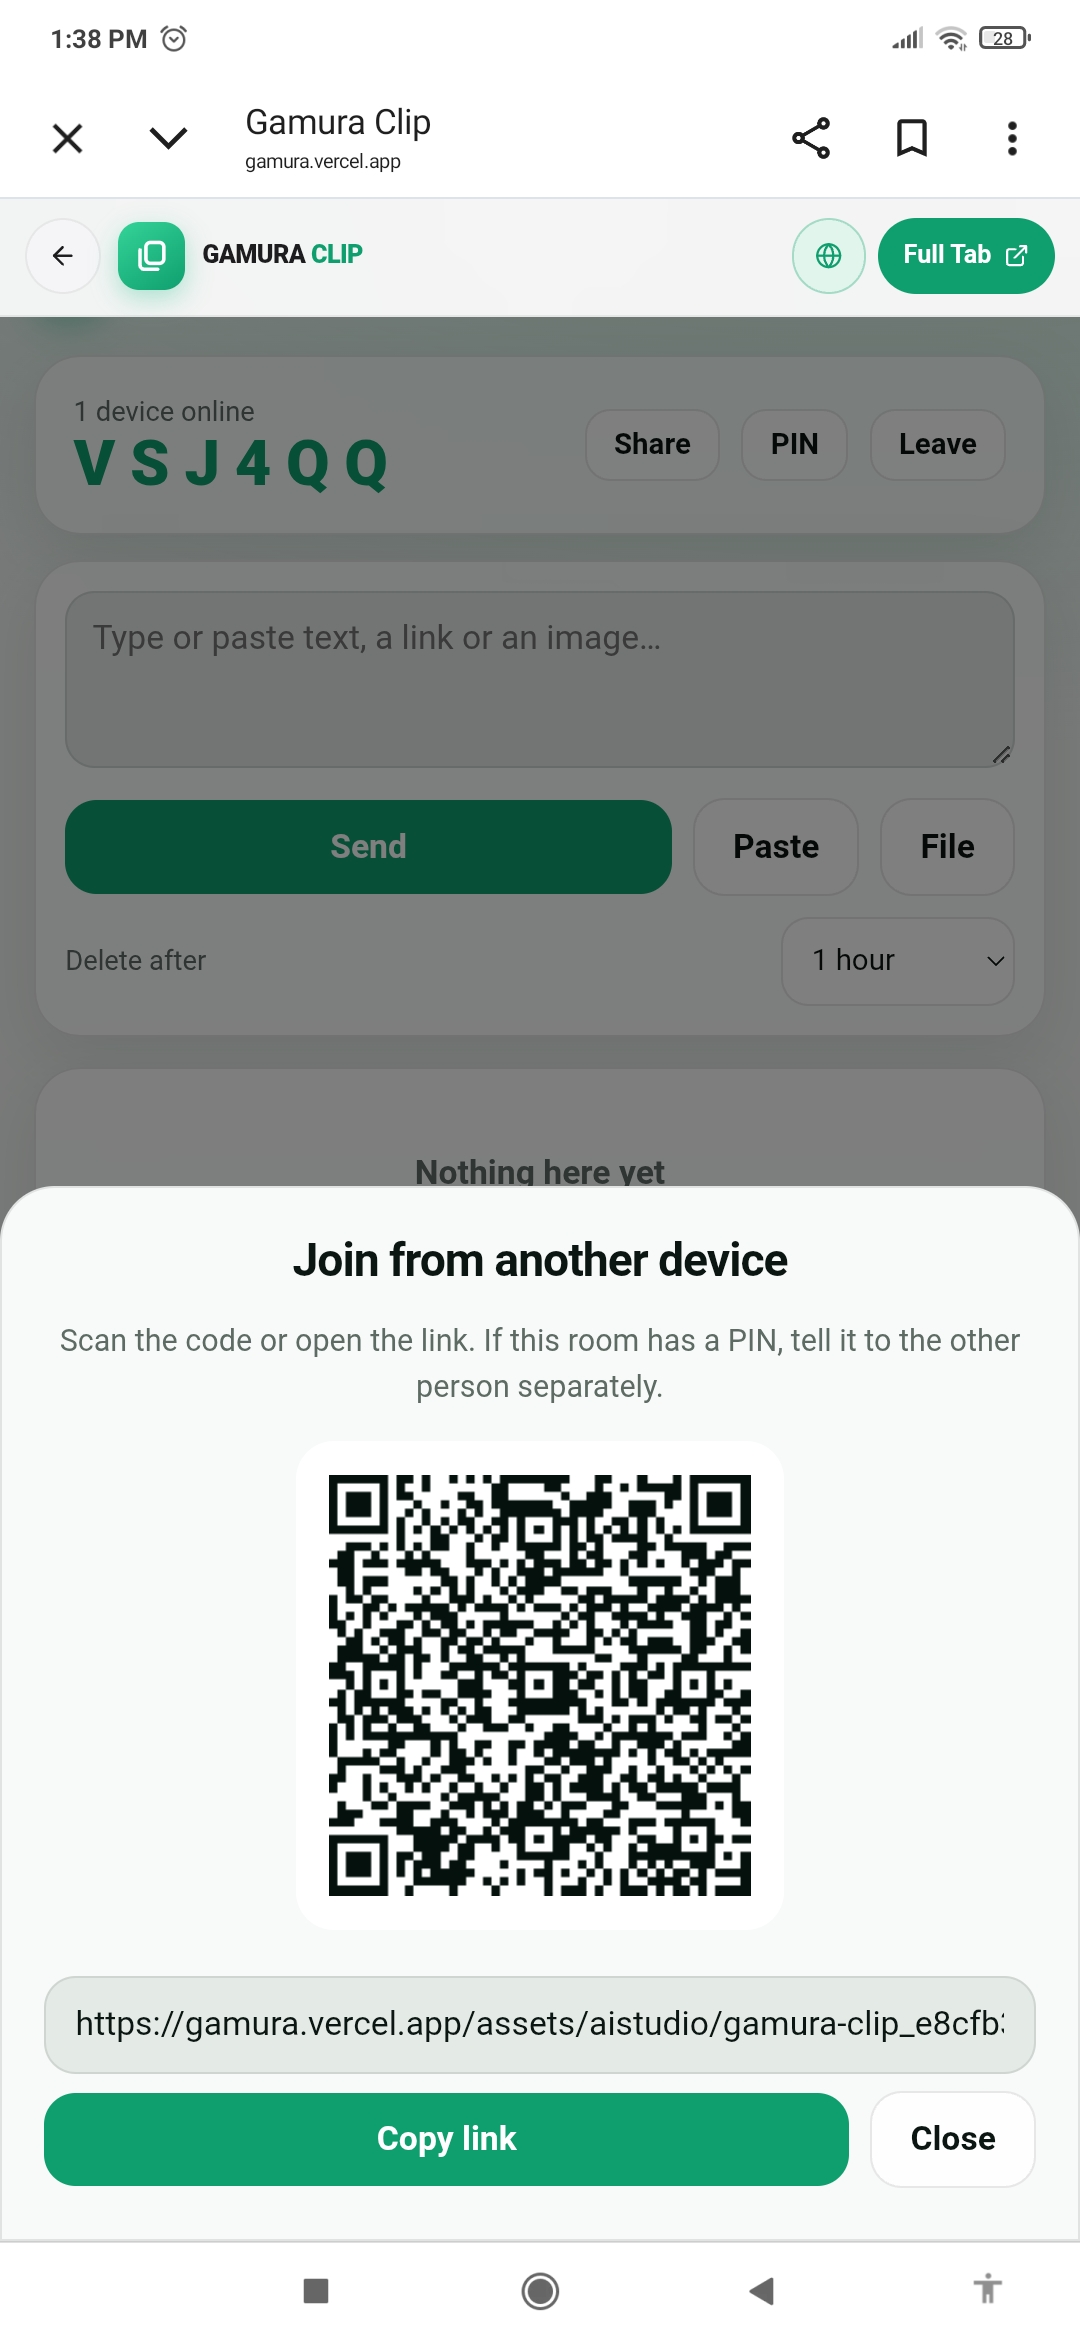 1:38 PM
28
Gamura Clip
gamura.vercel.app
GAMURA CLIP
Full Tab
1 device online
VSJ4QQ
Share
PIN
Leave
Type or paste text, a link or an image...
Send
Paste
File
Delete after
1 hour
Nothing here yet
Join from another device
Scan the code or open the link. If this room has a PIN, tell it to the other
person separately.
https://gamura.vercel.app/assets/aistudio/gamura-clip_e8cfb
Copy link
Close